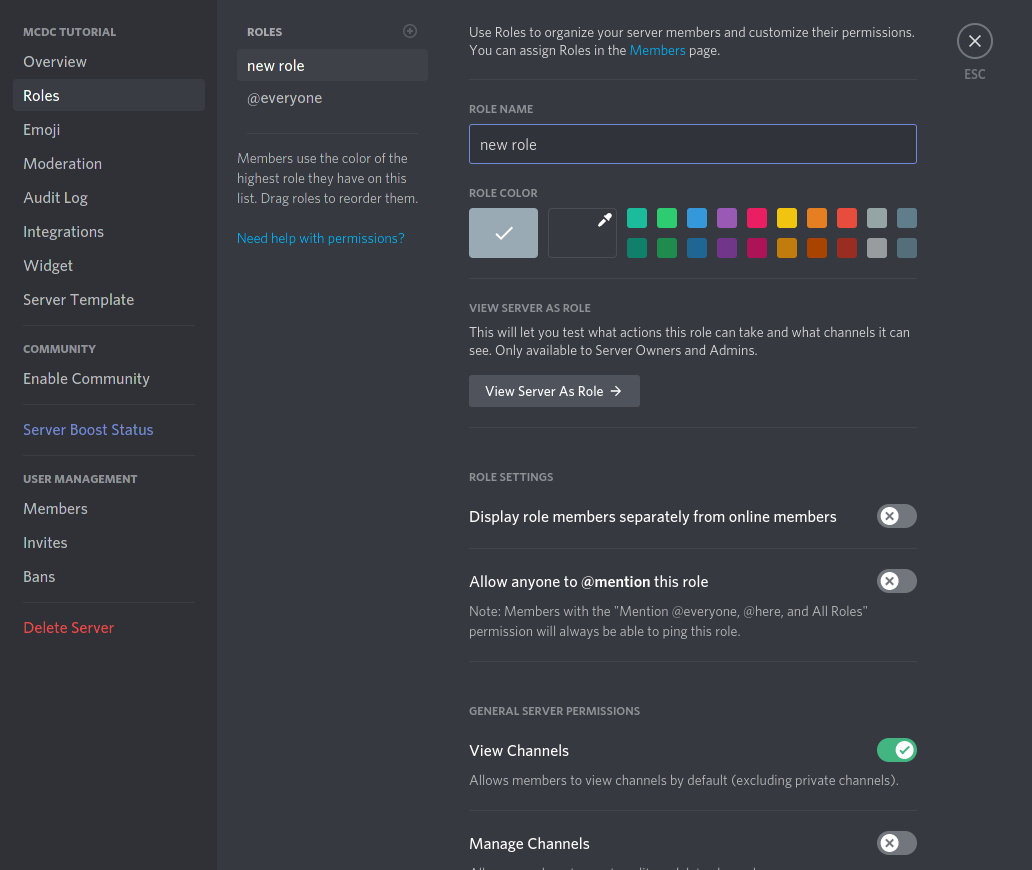 MCDC TUTORIAL
Overview
Roles
Emoji
Moderation
Audit Log
Integrations
Widget
Server Template
COMMUNITY
Enable Community
Server Boost Status
USER MANAGEMENT
Members
Invites
Bans
Delete Server
ROLES
new role
@everyone
Members use the color of the
highest role they have on this
list. Drag roles to reorder them.
Need help with permissions?
Use Roles to organize your server members and customize their permissions.
You can assign Roles in the Members page.
ROLE NAME
new role
ROLE COLOR
VIEW SERVER AS ROLE
This will let you test what actions this role can take and what channels it can
see. Only available to Server Owners and Admins.
View Server As Role →
ROLE SETTINGS
Display role members separately from online members
Allow anyone to @mention this role
Note: Members with the "Mention @everyone, @here, and All Roles"
permission will always be able to ping this role.
GENERAL SERVER PERMISSIONS
View Channels
Allows members to view channels by default (excluding private channels).
Manage Channels
ESC